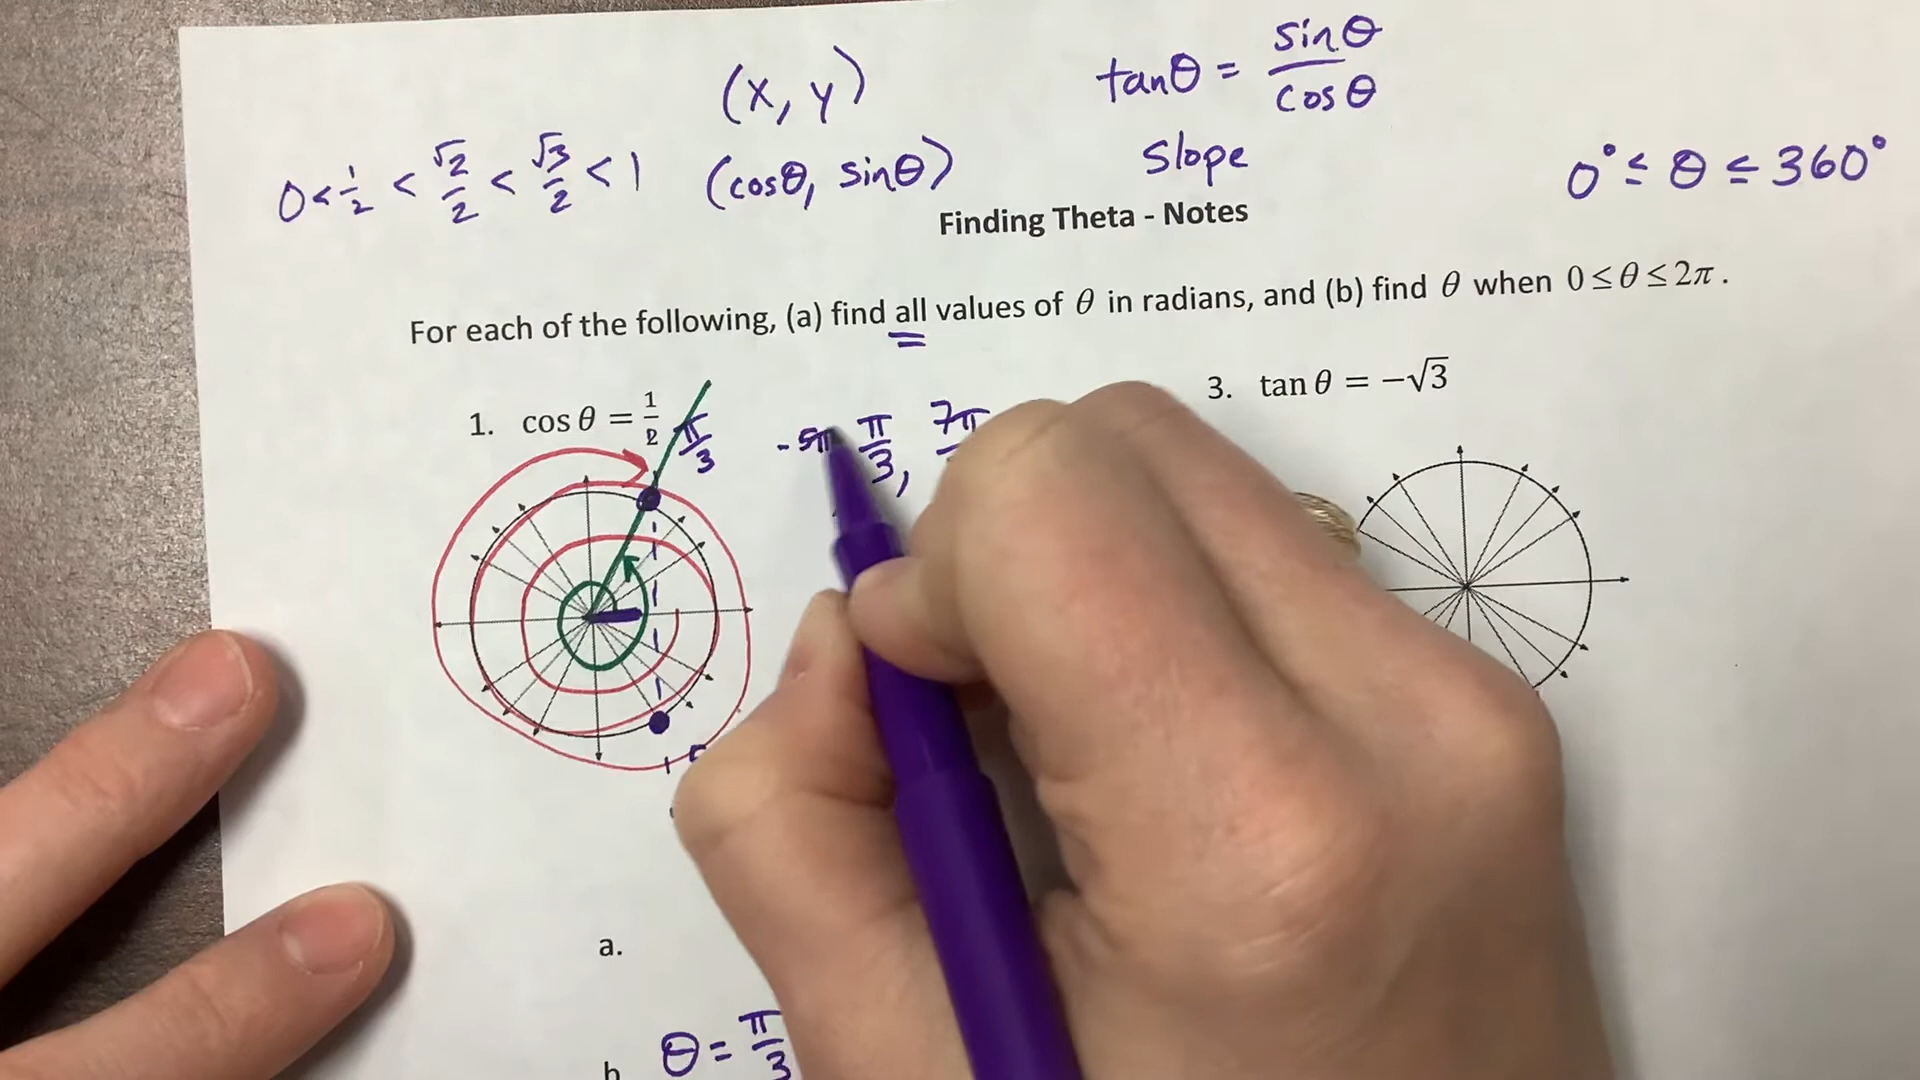 (x, y)
tanθ = sinθ / cosθ
0 < 1/2 < √2/2 < √3/2 < 1
(cosθ, sinθ)
Slope
0° ≤ θ ≤ 360°
Finding Theta - Notes
For each of the following, (a) find all values of θ in radians, and (b) find θ when 0 ≤ θ ≤ 2π.
1. cos θ = 1/2
π/3
-5π
π/3, 7π
3. tan θ = −√3
a.
b
θ = π/3